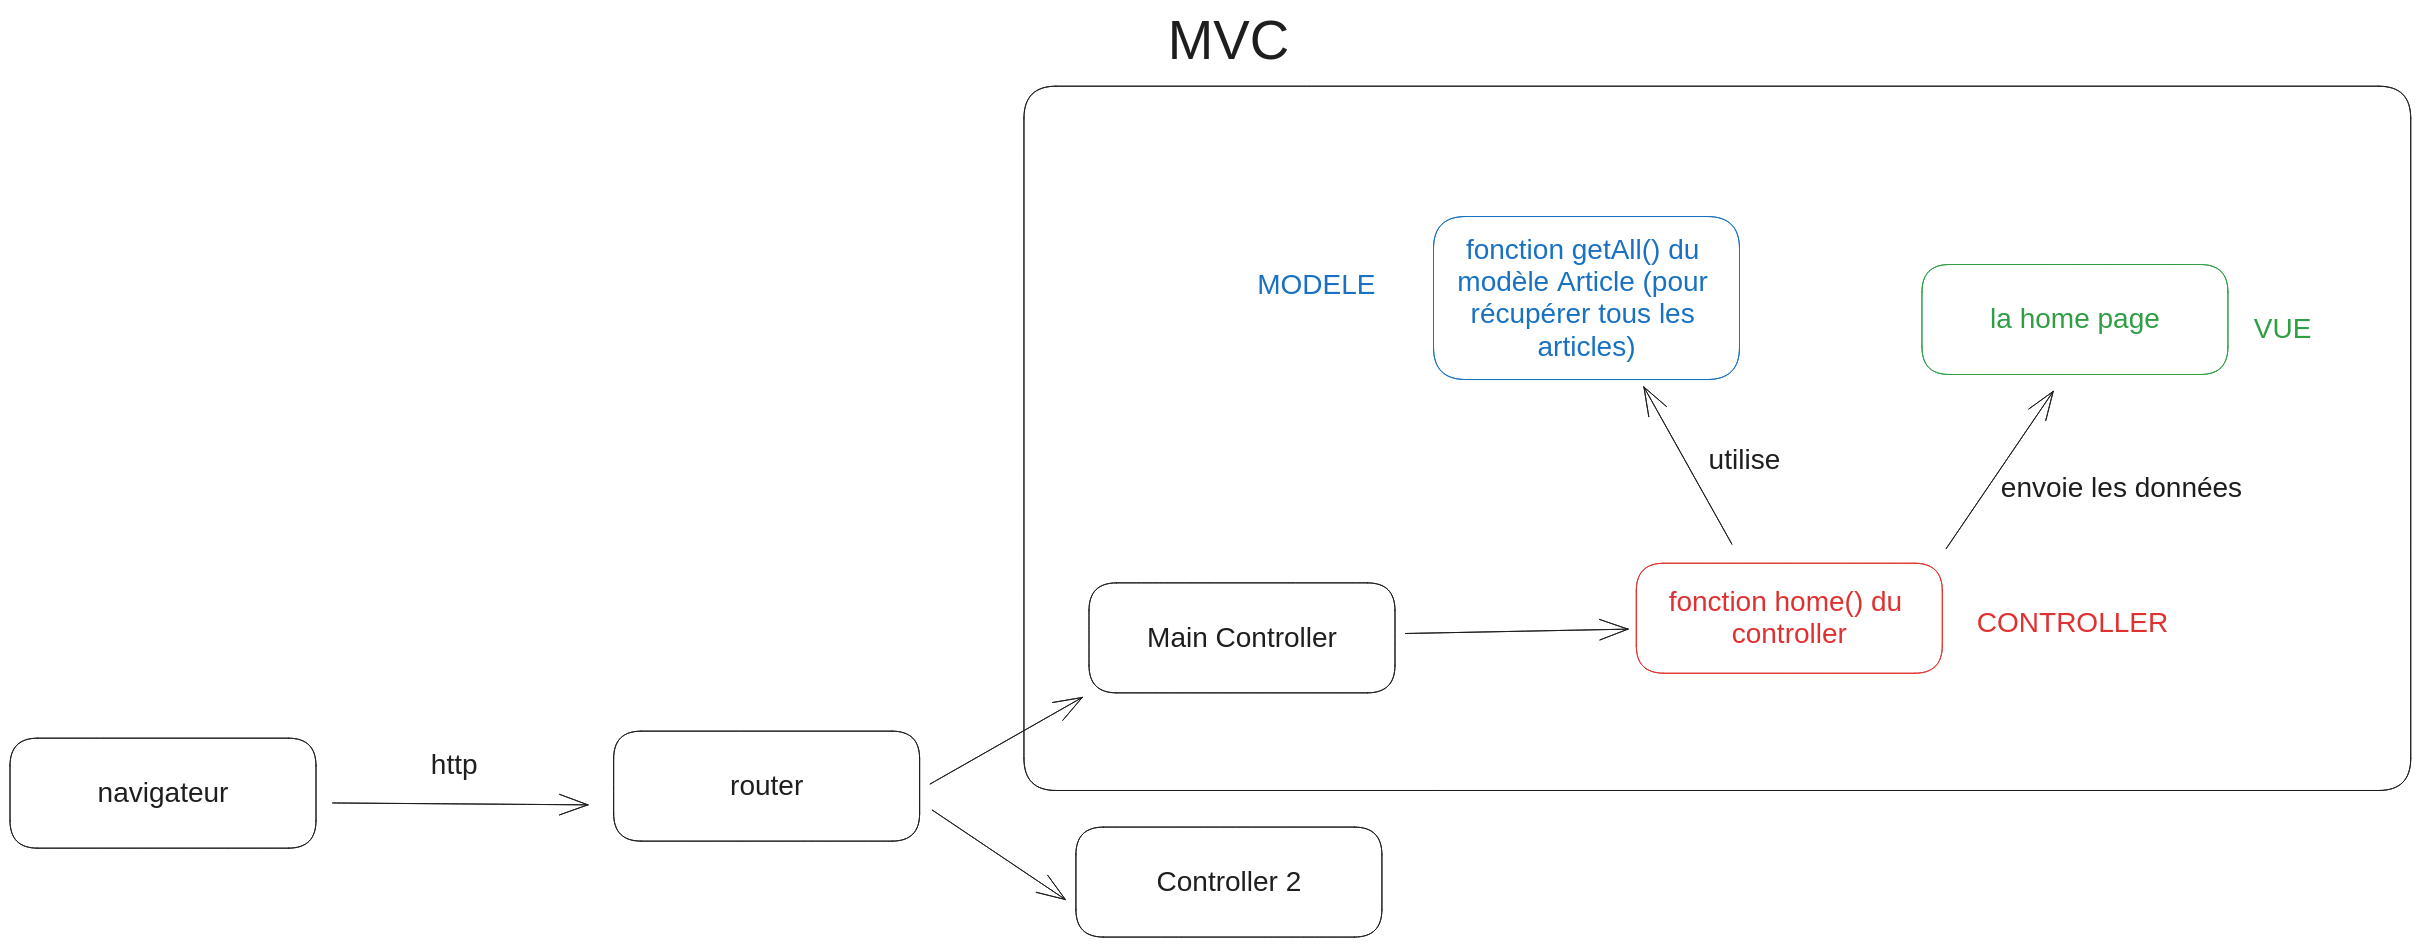 MVC
MODELE
fonction getAll() du
modèle Article (pour
récupérer tous les
articles)
la home page
VUE
utilise
envoie les données
Main Controller
fonction home() du
controller
CONTROLLER
navigateur
http
router
Controller 2